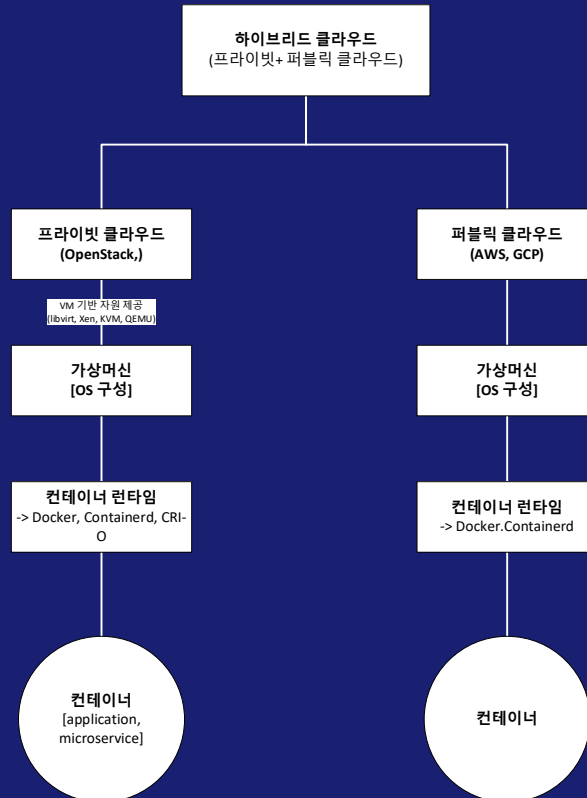 하이브리드 클라우드
(프라이빗+ 퍼블릭 클라우드)
프라이빗 클라우드
(OpenStack,)
퍼블릭 클라우드
(AWS, GCP)
VM 기반 자원 제공
(libvirt, Xen, KVM, QEMU)
가상머신
[OS 구성]
가상머신
[OS 구성]
컨테이너 런타임
-> Docker, Containerd, CRI-
O
컨테이너 런타임
-> Docker.Containerd
컨테이너
[application,
microservice]
컨테이너